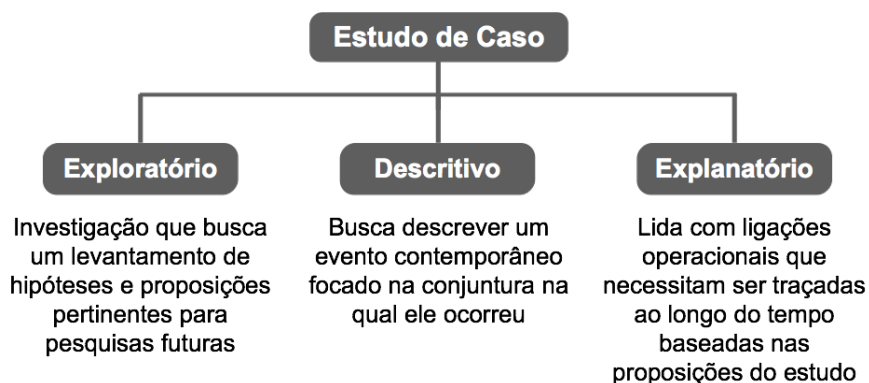 Estudo de Caso
Exploratório
Investigação que busca
um levantamento de
hipóteses e proposições
pertinentes para
pesquisas futuras
Descritivo
Busca descrever um
evento contemporâneo
focado na conjuntura na
qual ele ocorreu
Explanatório
Lida com ligações
operacionais que
necessitam ser traçadas
ao longo do tempo
baseadas nas
proposições do estudo